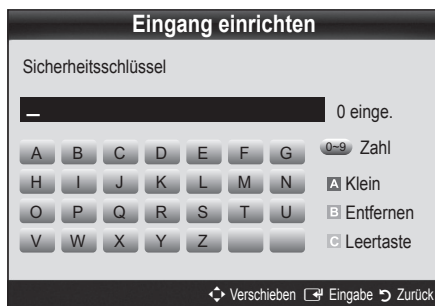 Eingang einrichten
Sicherheitsschlüssel
_ 0 einge.
A B C D E F G 0~9 Zahl
H I J K L M N A Klein
O P Q R S T U B Entfernen
V W X Y Z C Leertaste
Verschieben Eingabe Zurück